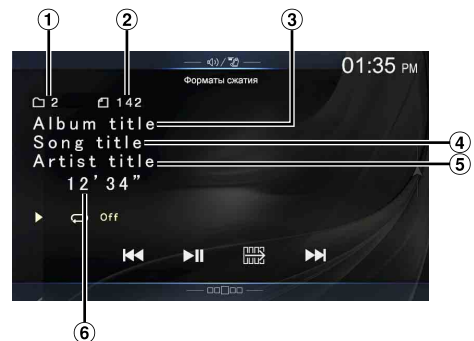 1 2 3
01:35 PM
Форматы сжатия
2 142
Album title
Song title 4
Artist title 5
12'34"
Off
6